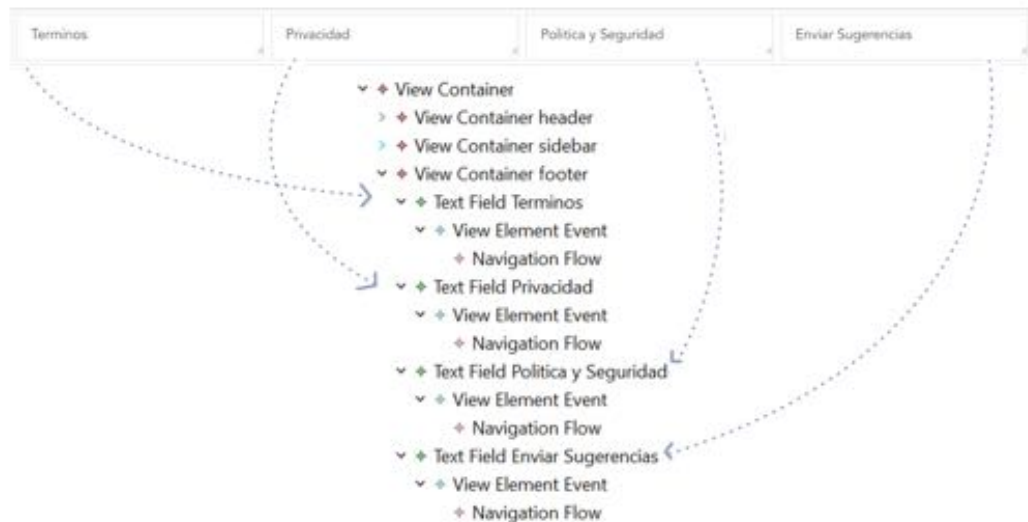 Terminos Privacidad Politica y Seguridad Enviar Sugerencias
View Container
View Container header
View Container sidebar
View Container footer
Text Field Terminos
View Element Event
Navigation Flow
Text Field Privacidad
View Element Event
Navigation Flow
Text Field Politica y Seguridad
View Element Event
Navigation Flow
Text Field Enviar Sugerencias
View Element Event
Navigation Flow